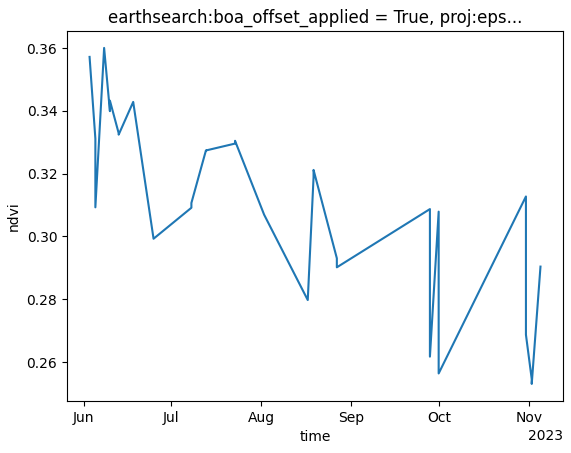 earthsearch:boa_offset_applied = True, proj:eps...
0.36
0.34
0.32
0.30
0.28
0.26
ndvi
Jun Jul Aug Sep Oct Nov
2023
time